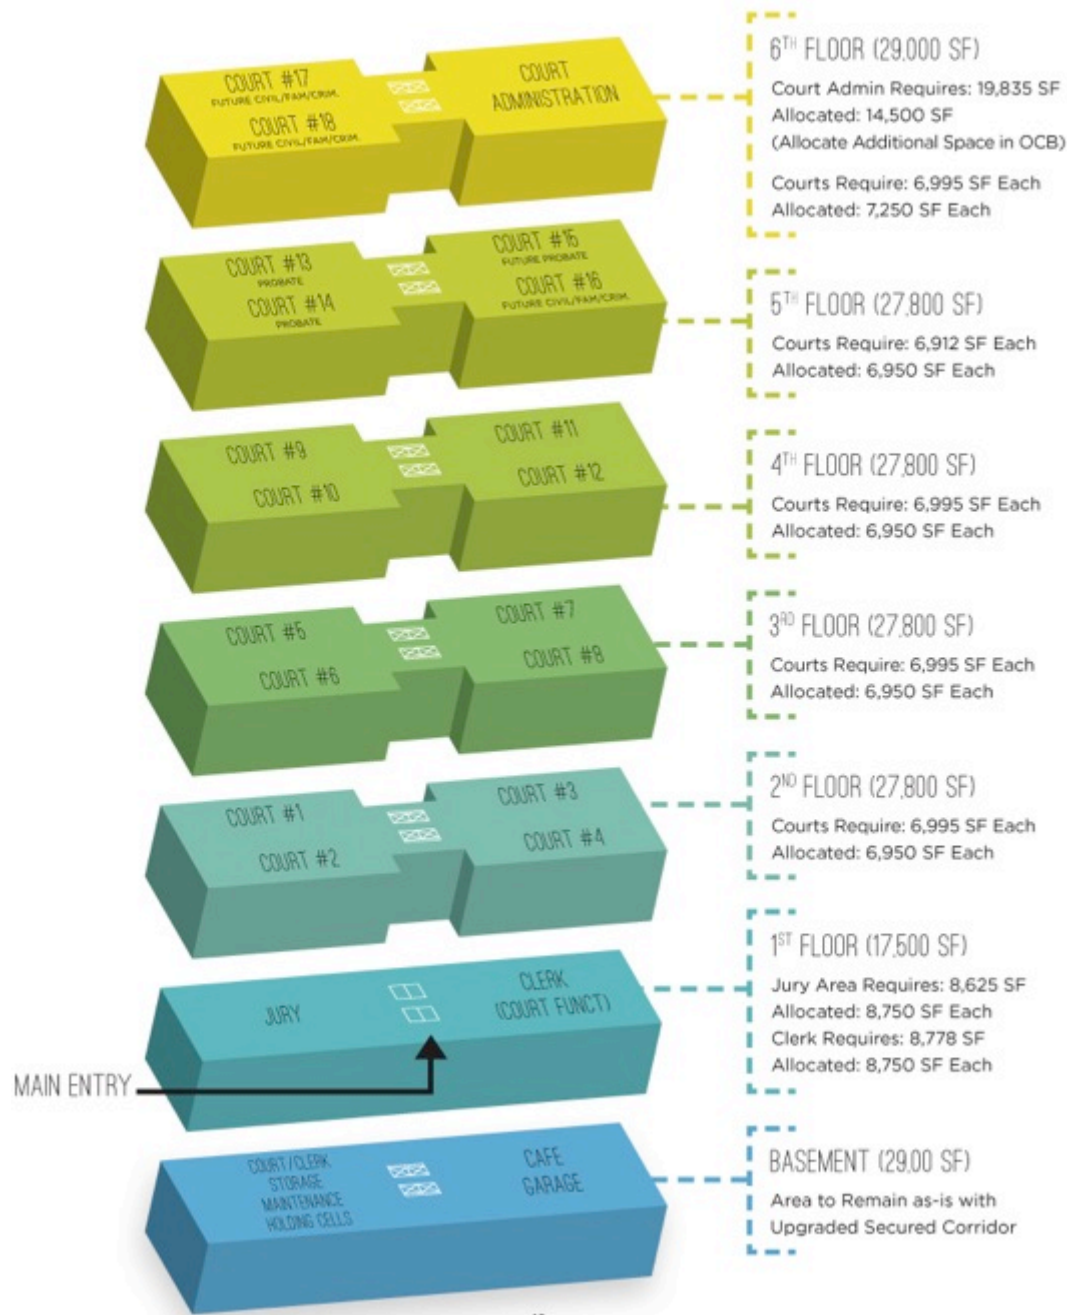 COURT #17
FUTURE CIVIL/FAM/CRIM.
COURT #18
FUTURE CIVIL/FAM/CRIM.
COURT
ADMINISTRATION
6TH FLOOR (29,000 SF)
Court Admin Requires: 19,835 SF
Allocated: 14,500 SF
(Allocate Additional Space in OCB)
Courts Require: 6,995 SF Each
Allocated: 7,250 SF Each
COURT #13
PROBATE
COURT #14
PROBATE
COURT #15
FUTURE PROBATE
COURT #16
FUTURE CIVIL/FAM/CRIM.
5TH FLOOR (27,800 SF)
Courts Require: 6,912 SF Each
Allocated: 6,950 SF Each
COURT #9
COURT #10
COURT #11
COURT #12
4TH FLOOR (27,800 SF)
Courts Require: 6,995 SF Each
Allocated: 6,950 SF Each
COURT #5
COURT #6
COURT #7
COURT #8
3RD FLOOR (27,800 SF)
Courts Require: 6,995 SF Each
Allocated: 6,950 SF Each
COURT #1
COURT #2
COURT #3
COURT #4
2ND FLOOR (27,800 SF)
Courts Require: 6,995 SF Each
Allocated: 6,950 SF Each
JURY
CLERK
(COURT FUNCT)
MAIN ENTRY
1ST FLOOR (17,500 SF)
Jury Area Requires: 8,625 SF
Allocated: 8,750 SF Each
Clerk Requires: 8,778 SF
Allocated: 8,750 SF Each
COURT/CLERK
STORAGE
MAINTENANCE
HOLDING CELLS
CAFE
GARAGE
BASEMENT (29,00 SF)
Area to Remain as-is with
Upgraded Secured Corridor